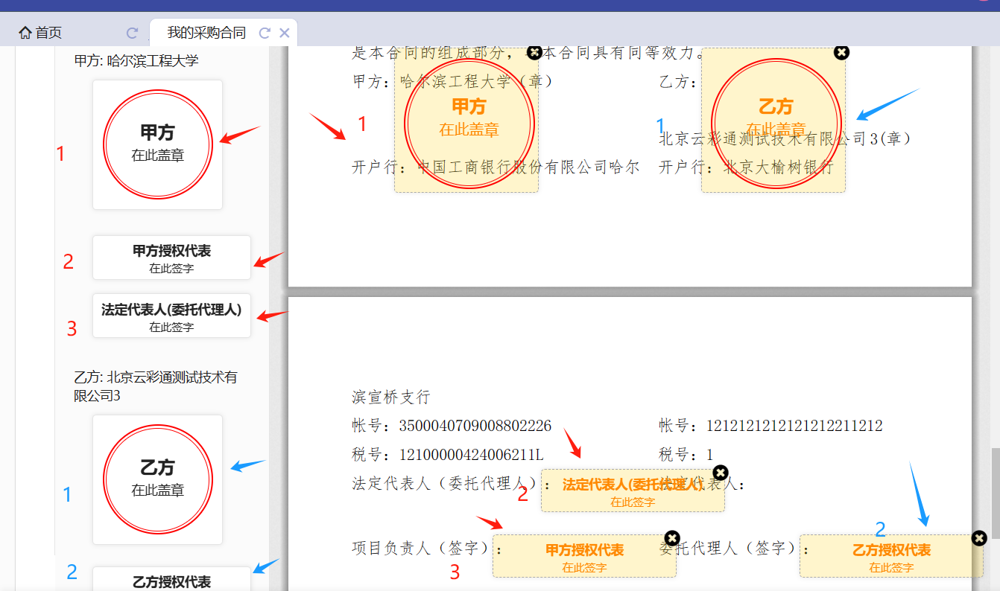 首页
我的采购合同
甲方: 哈尔滨工程大学
甲方
在此盖章
1
甲方授权代表
在此签字
2
法定代表人(委托代理人)
在此签字
3
乙方: 北京云彩通测试技术有
限公司3
乙方
在此盖章
1
乙方授权代表
2
是本合同的组成部分， 本合同具有同等效力。
甲方：哈尔滨工程大学（章）
乙方：
甲方
在此盖章
1
乙方
在此盖章
1
北京云彩通测试技术有限公司3(章）
开户行：中国工商银行股份有限公司哈尔
开户行：北京大榆树银行
滨宣桥支行
帐号：3500040709008802226
帐号：1212121212121212211212
税号：12100000424006211L
税号：1
法定代表人（委托代理人）：
法定代表人：
法定代表人(委托代理人)
在此签字
2
项目负责人（签字）：
委托代理人（签字）：
甲方授权代表
在此签字
3
乙方授权代表
在此签字
2